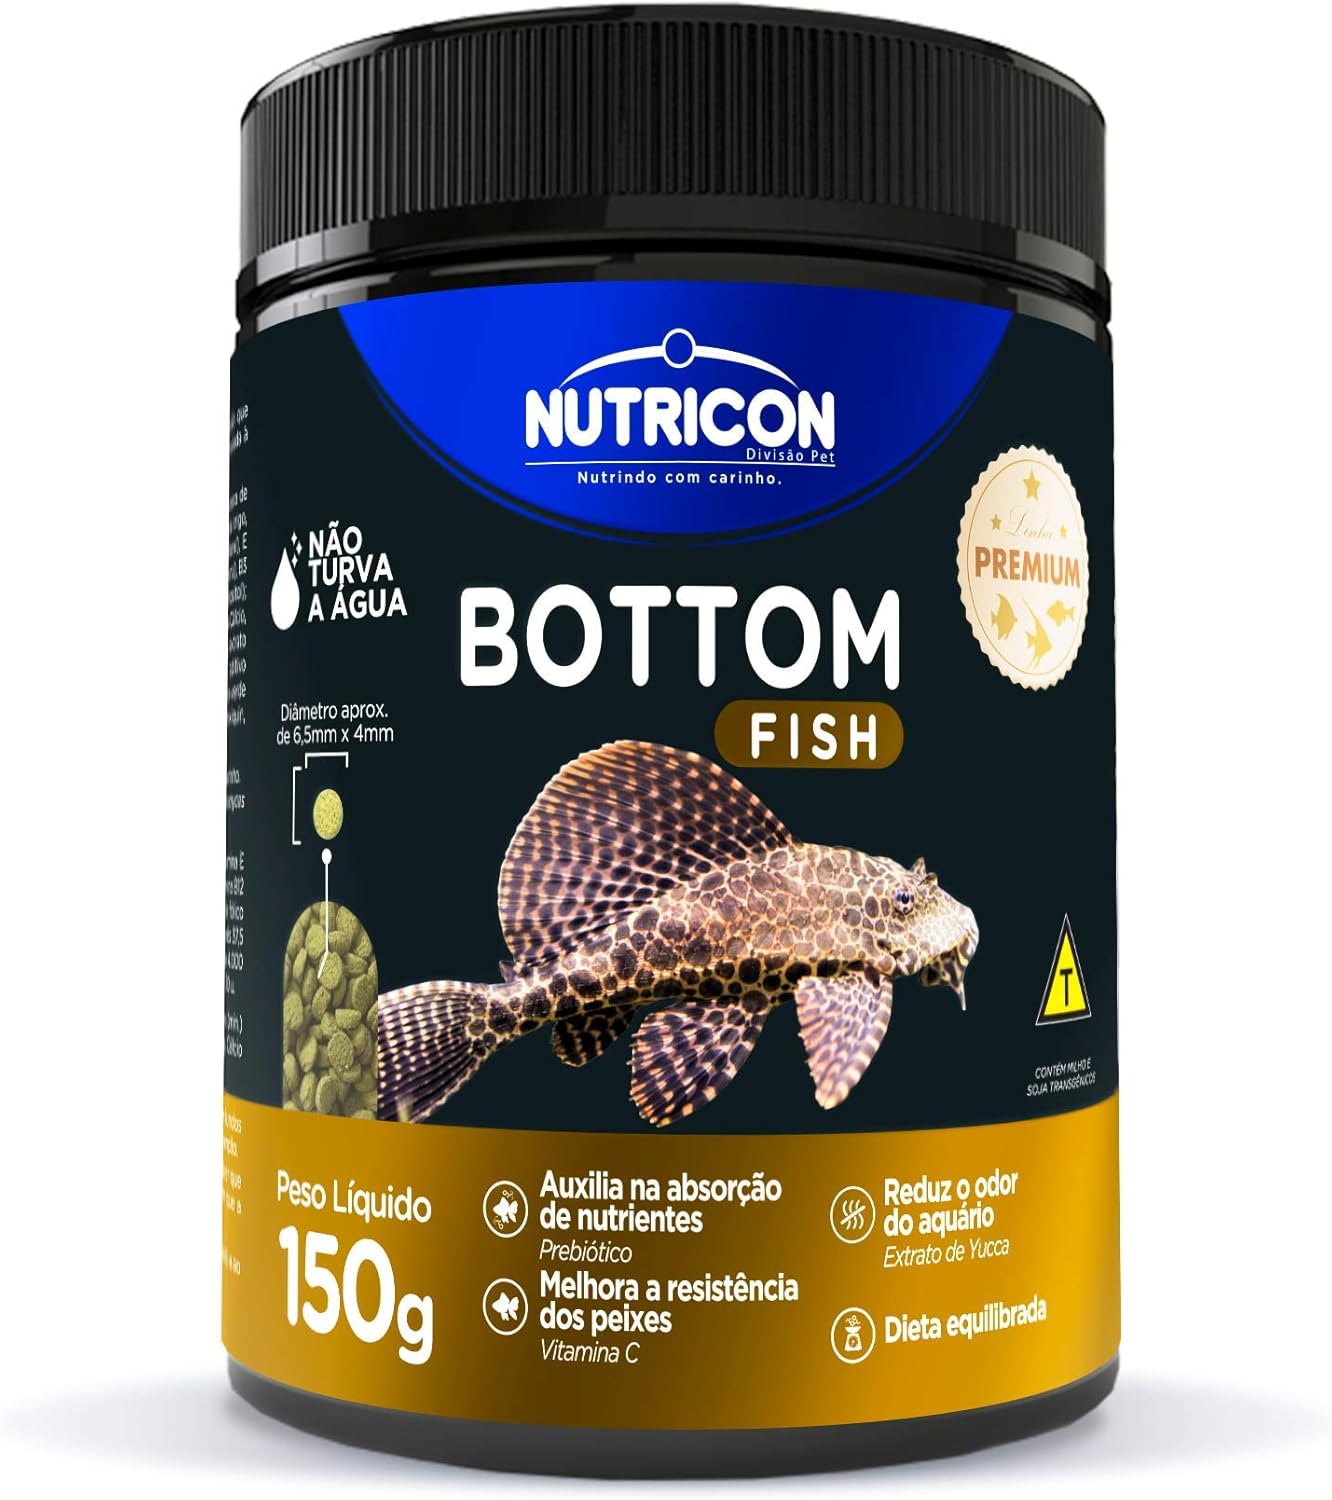 NUTRICON
Divisão Pet
Nutrindo com carinho.
NÃO
TURVA
A ÁGUA
Linha
PREMIUM
BOTTOM
FISH
Diâmetro aprox.
de 6,5mm x 4mm
T
CONTÉM MILHO E
SOJA TRANSGÊNICOS
Peso Líquido
150g
Auxilia na absorção
de nutrientes
Prebiótico
Melhora a resistência
dos peixes
Vitamina C
Reduz o odor
do aquário
Extrato de Yucca
Dieta equilibrada